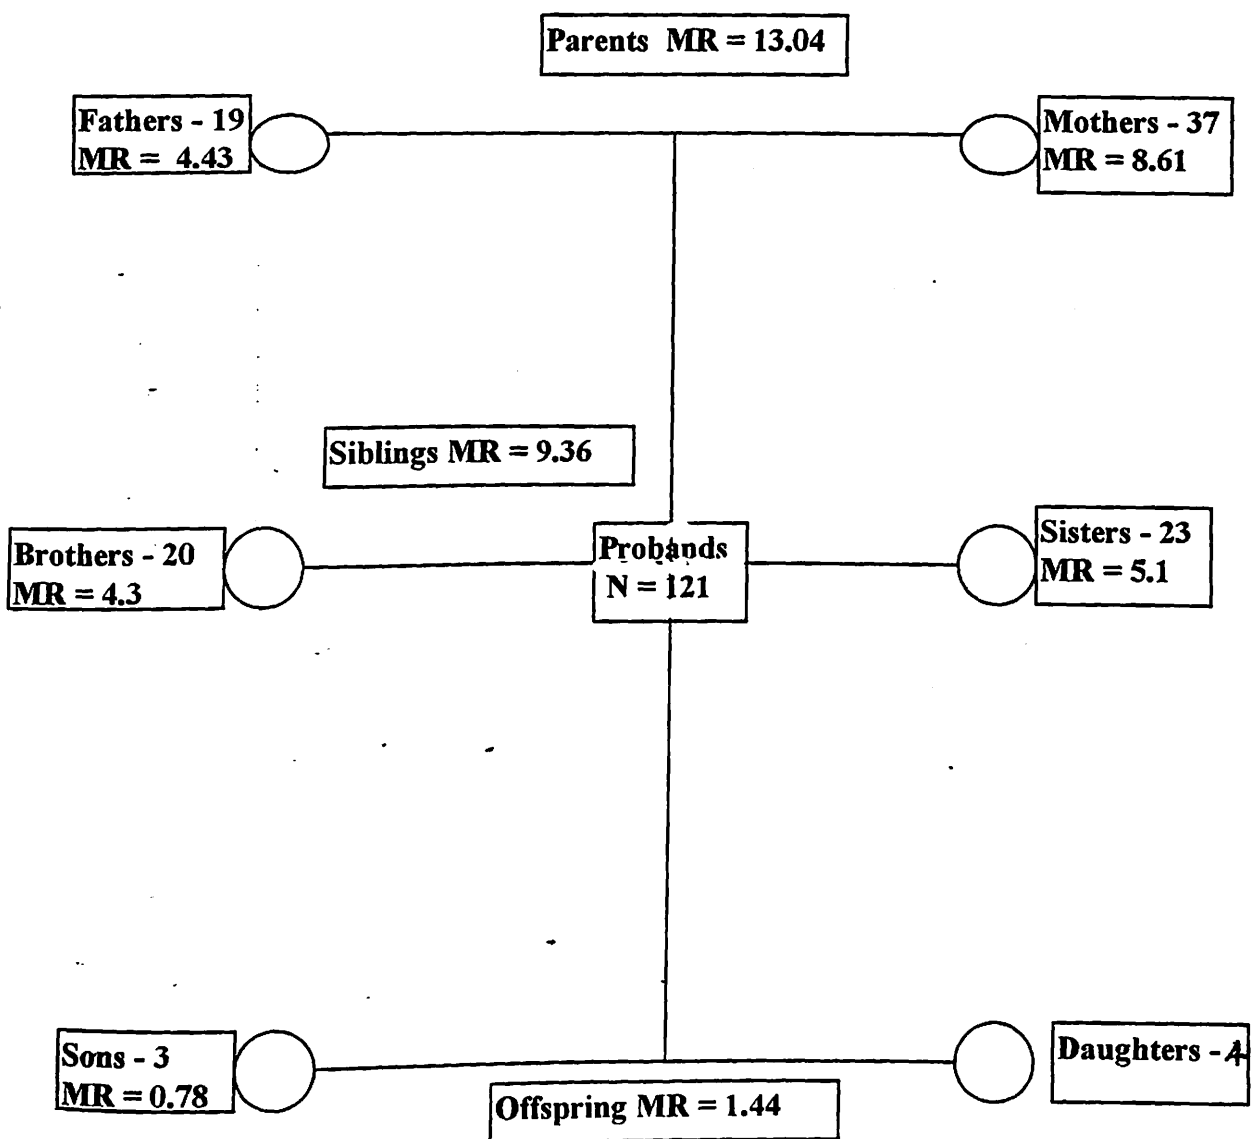 Parents MR = 13.04
Fathers - 19
MR = 4.43
Mothers - 37
MR = 8.61
Siblings MR = 9.36
Brothers - 20
MR = 4.3
Probands
N = 121
Sisters - 23
MR = 5.1
Sons - 3
MR = 0.78
Daughters - 4
Offspring MR = 1.44